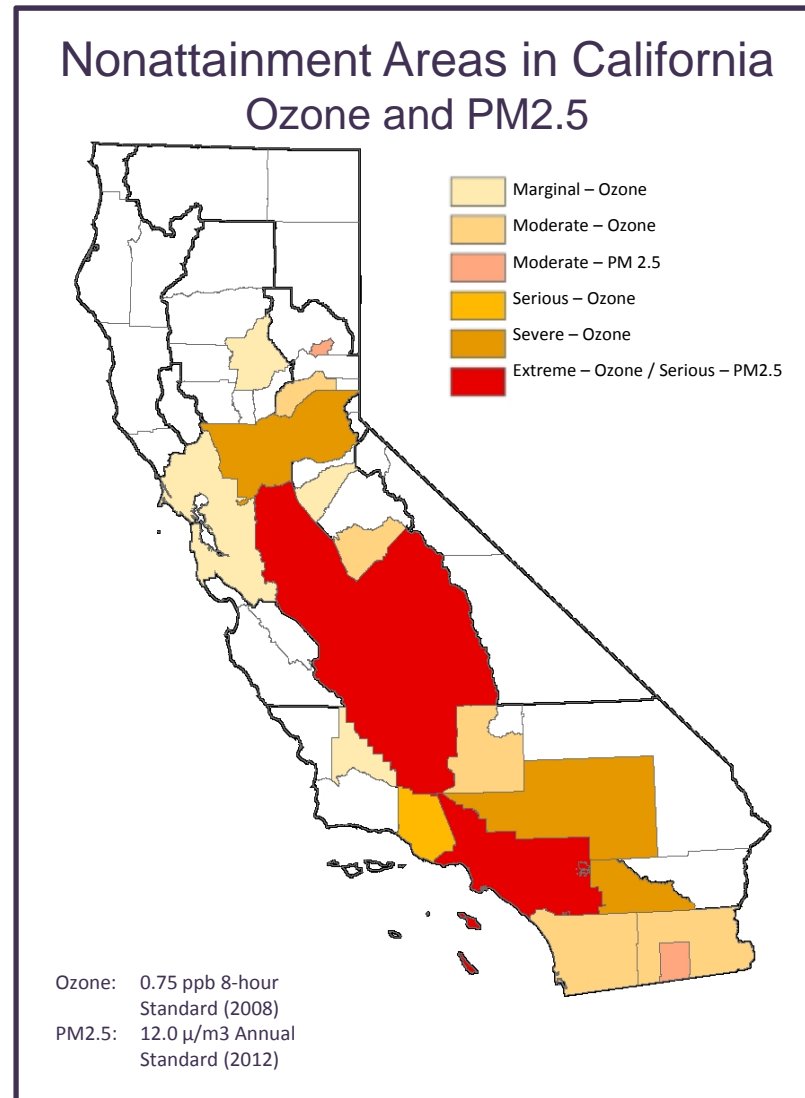 Nonattainment Areas in California
Ozone and PM2.5
Marginal – Ozone
Moderate – Ozone
Moderate – PM 2.5
Serious – Ozone
Severe – Ozone
Extreme – Ozone / Serious – PM2.5
Ozone: 0.75 ppb 8-hour
Standard (2008)
PM2.5: 12.0 µ/m3 Annual
Standard (2012)